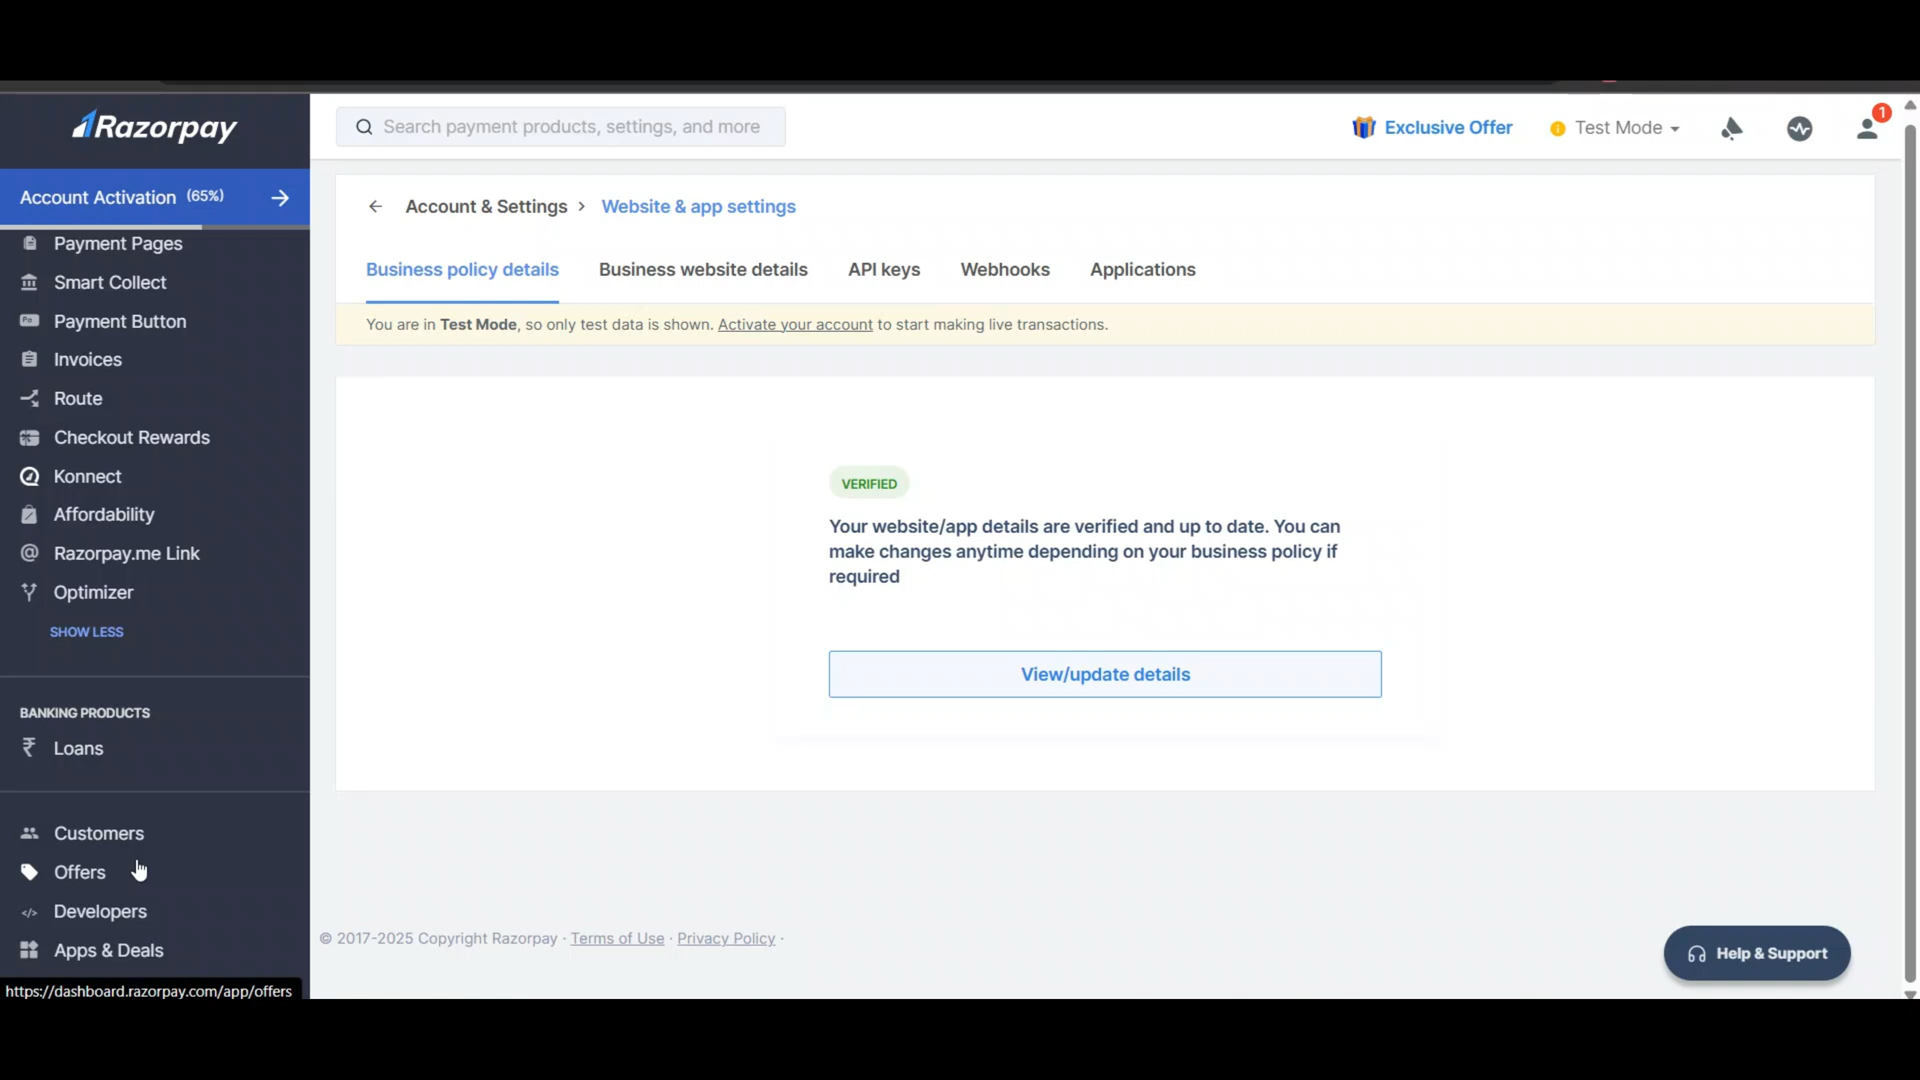 Razorpay
Search payment products, settings, and more
Exclusive Offer
Test Mode
1
Account Activation (65%)
Payment Pages
Smart Collect
Payment Button
Invoices
Route
Checkout Rewards
Konnect
Affordability
@ Razorpay.me Link
Optimizer
SHOW LESS
BANKING PRODUCTS
₹ Loans
Customers
Offers
</> Developers
Apps & Deals
https://dashboard.razorpay.com/app/offers
← Account & Settings > Website & app settings
Business policy details Business website details API keys Webhooks Applications
You are in Test Mode, so only test data is shown. Activate your account to start making live transactions.
VERIFIED
Your website/app details are verified and up to date. You can
make changes anytime depending on your business policy if
required
View/update details
© 2017-2025 Copyright Razorpay · Terms of Use · Privacy Policy ·
Help & Support